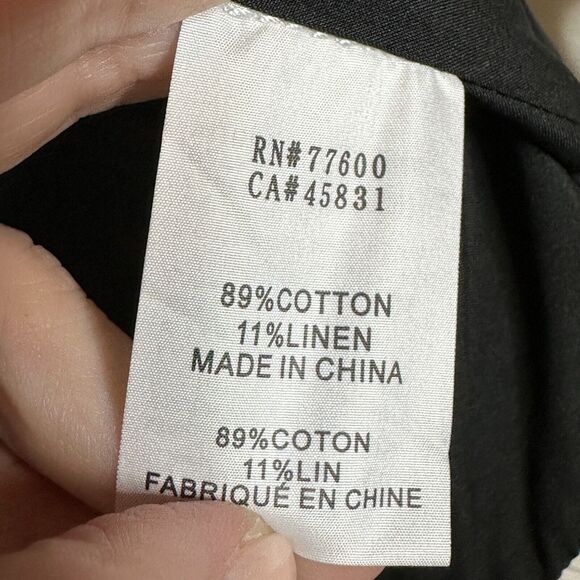 RN#77600
CA#45831
89%COTTON
11%LINEN
MADE IN CHINA
89%COTON
11%LIN
FABRIQUÉ EN CHINE